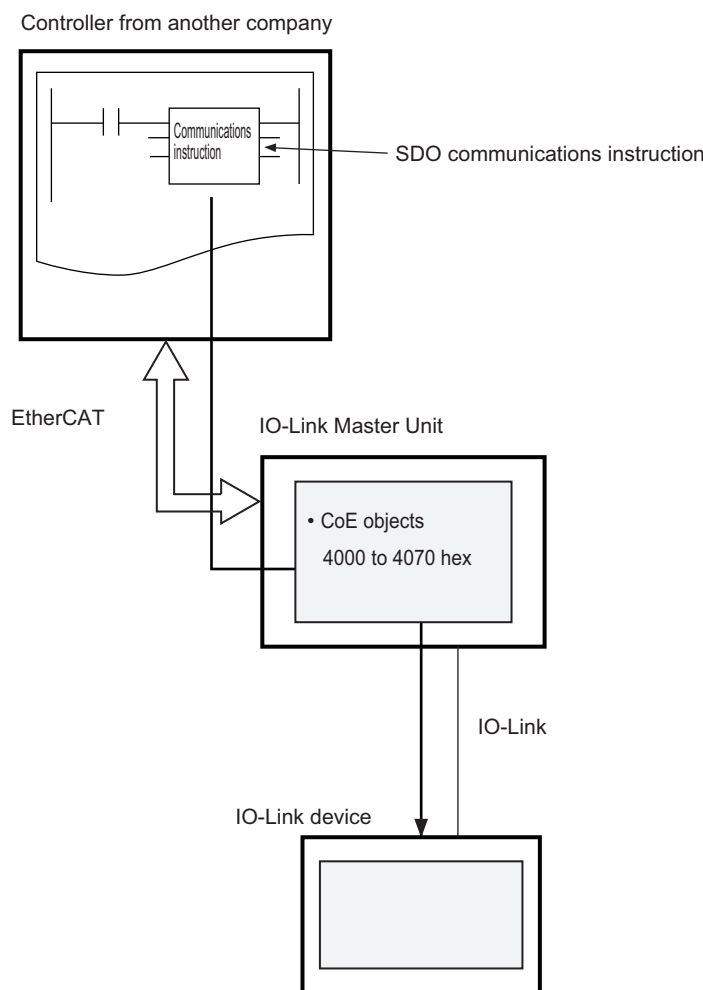 Controller from another company
Communications
instruction
SDO communications instruction
EtherCAT
IO-Link Master Unit
• CoE objects
4000 to 4070 hex
IO-Link
IO-Link device